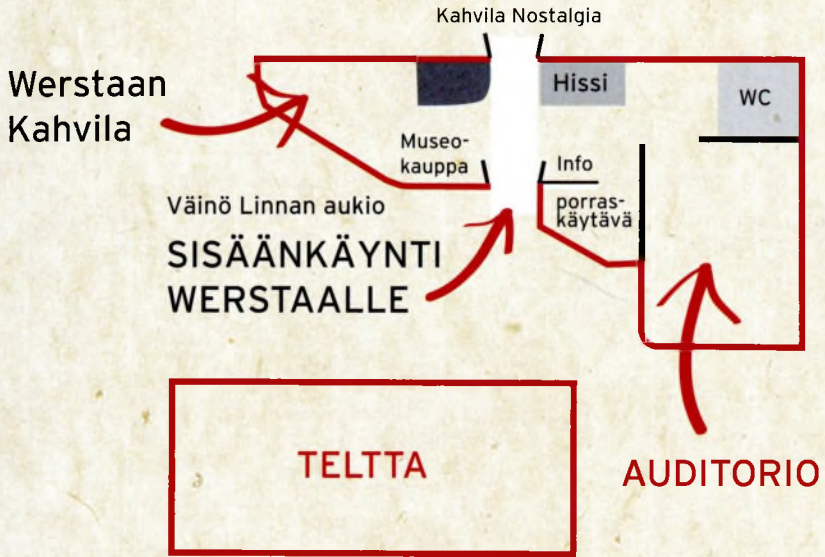 Kahvila Nostalgia
Werstaan
Kahvila
Hissi
WC
Museo-
kauppa
Info
porras-
käytävä
Väinö Linnan aukio
SISÄÄNKÄYNTI
WERSTAALLE
TELTTA
AUDITORIO